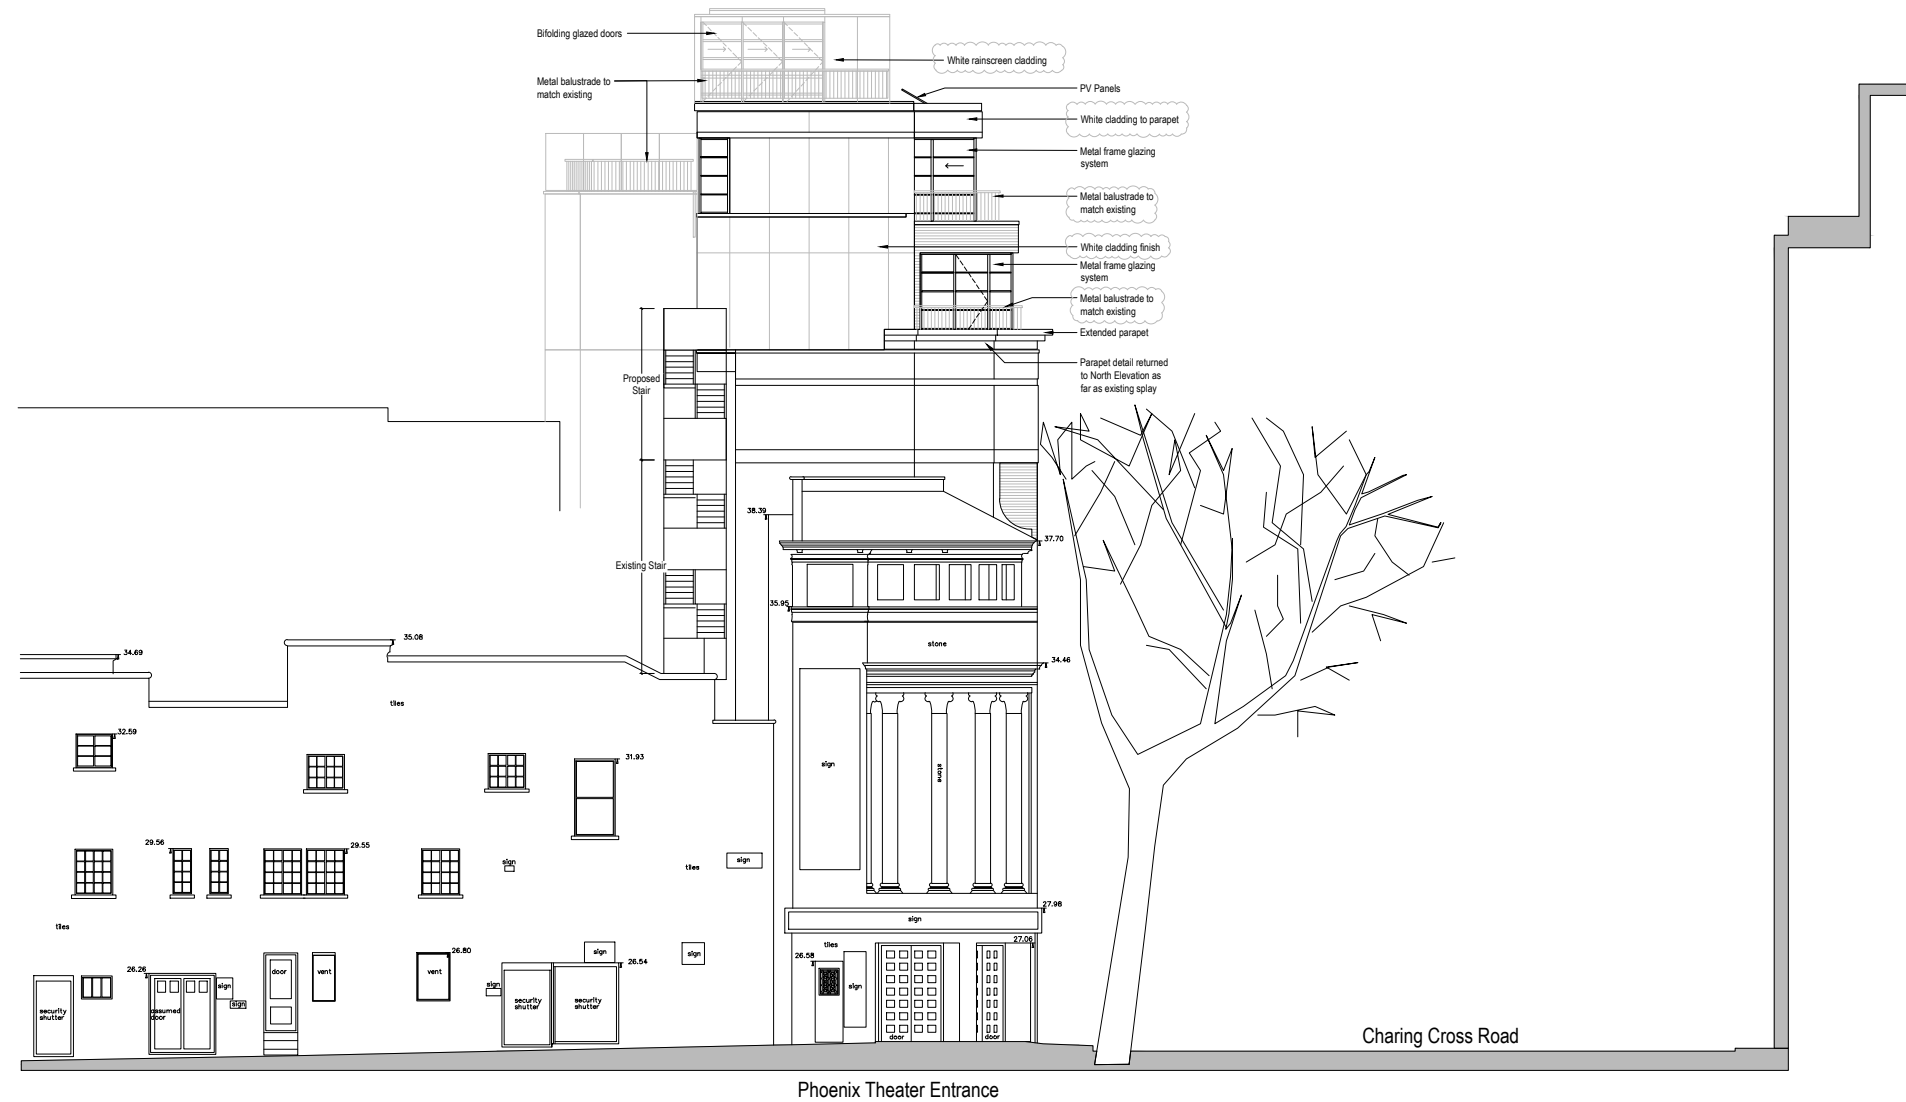 Bifolding glazed doors
White rainscreen cladding
Metal balustrade to
match existing
PV Panels
White cladding to parapet
Metal frame glazing
system
Metal balustrade to
match existing
White cladding finish
Metal frame glazing
system
Metal balustrade to
match existing
Extended parapet
Parapet detail returned
to North Elevation as
far as existing splay
Proposed
Stair
Existing Stair
38.39
37.70
35.95
stone
34.46
35.08
34.69
tiles
32.59
31.93
sign
stone
29.56
29.55
sign
tiles
sign
27.98
sign
tiles
tiles
27.06
26.58
sign
26.26
door
vent
26.80
vent
sign
26.54
sign
sign
sign
sign
security
shutter
assumed
door
security
shutter
security
shutter
door
door
Charing Cross Road
Phoenix Theater Entrance